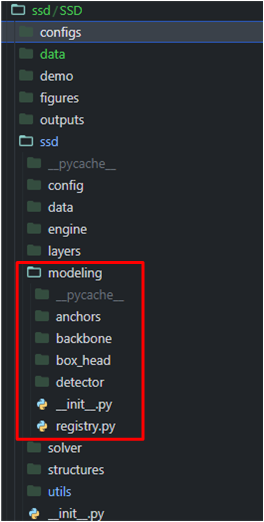 ssd / SSD
configs
data
demo
figures
outputs
ssd
__pycache__
config
data
engine
layers
modeling
__pycache__
anchors
backbone
box_head
detector
__init__.py
registry.py
solver
structures
utils
__init__.py